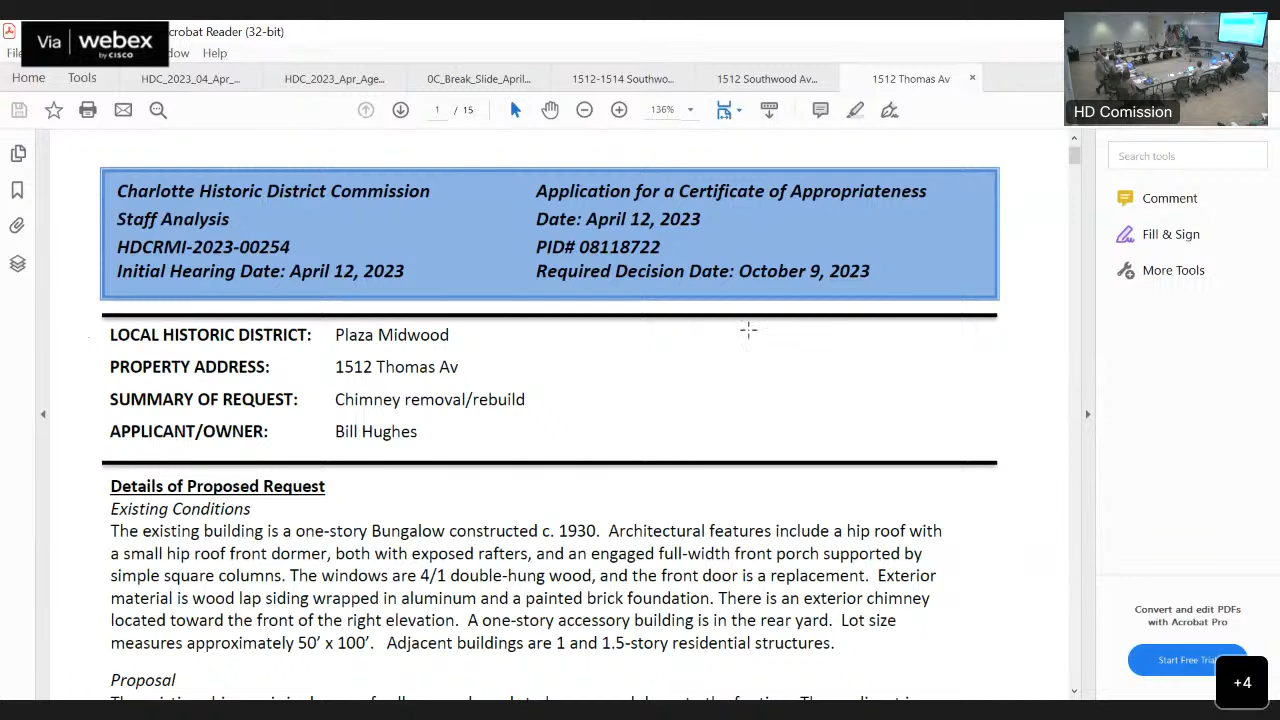 Via webex
by CISCO
crobat Reader (32-bit)
Fil
dow Help
Home Tools HDC_2023_04_Apr_... HDC_2023_Apr_Age... 0C_Break_Slide_April... 1512-1514 Southwo... 1512 Southwood Av... 1512 Thomas Av ×
1 / 15 136%
HD Comission
Search tools
Comment
Fill & Sign
More Tools
Charlotte Historic District Commission Application for a Certificate of Appropriateness
Staff Analysis Date: April 12, 2023
HDCRMI-2023-00254 PID# 08118722
Initial Hearing Date: April 12, 2023 Required Decision Date: October 9, 2023
LOCAL HISTORIC DISTRICT: Plaza Midwood
PROPERTY ADDRESS: 1512 Thomas Av
SUMMARY OF REQUEST: Chimney removal/rebuild
APPLICANT/OWNER: Bill Hughes
Details of Proposed Request
Existing Conditions
The existing building is a one-story Bungalow constructed c. 1930. Architectural features include a hip roof with
a small hip roof front dormer, both with exposed rafters, and an engaged full-width front porch supported by
simple square columns. The windows are 4/1 double-hung wood, and the front door is a replacement. Exterior
material is wood lap siding wrapped in aluminum and a painted brick foundation. There is an exterior chimney
located toward the front of the right elevation. A one-story accessory building is in the rear yard. Lot size
measures approximately 50’ x 100’. Adjacent buildings are 1 and 1.5-story residential structures.
Proposal
Convert and edit PDFs
with Acrobat Pro
Start Free Trial
+4